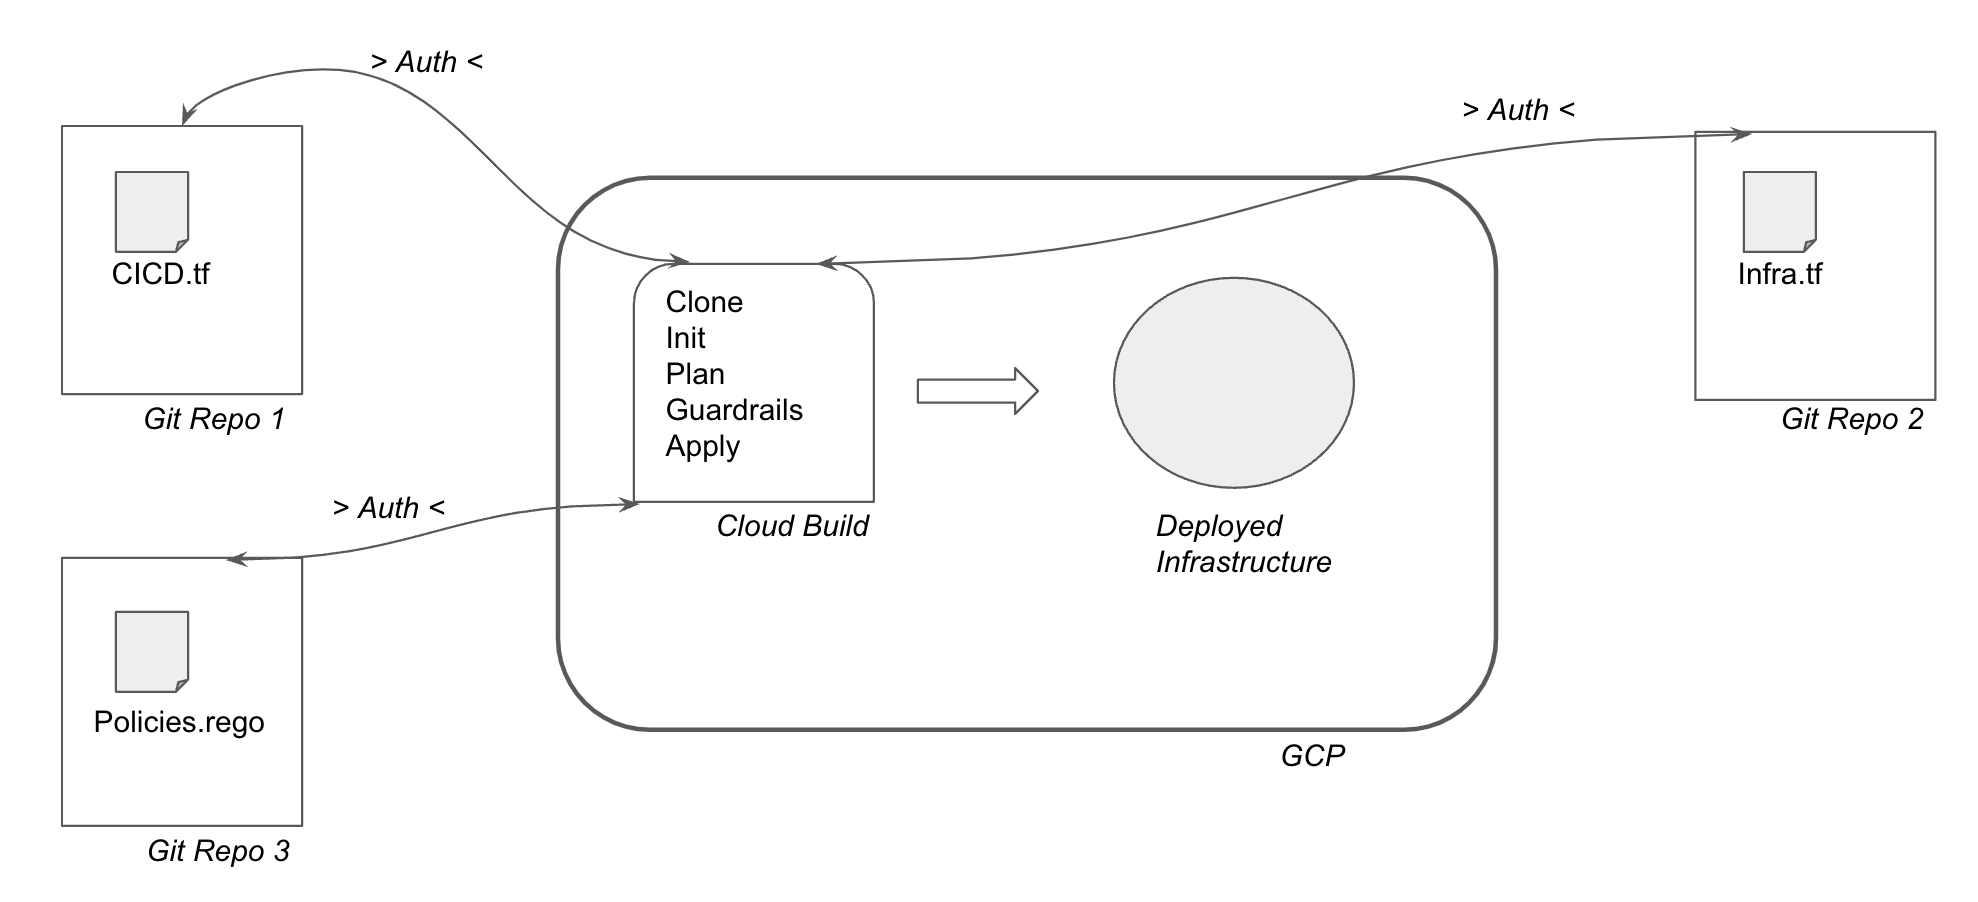 > Auth <
> Auth <
CICD.tf
Git Repo 1
Clone
Init
Plan
Guardrails
Apply
Cloud Build
Deployed
Infrastructure
Infra.tf
Git Repo 2
> Auth <
Policies.rego
Git Repo 3
GCP